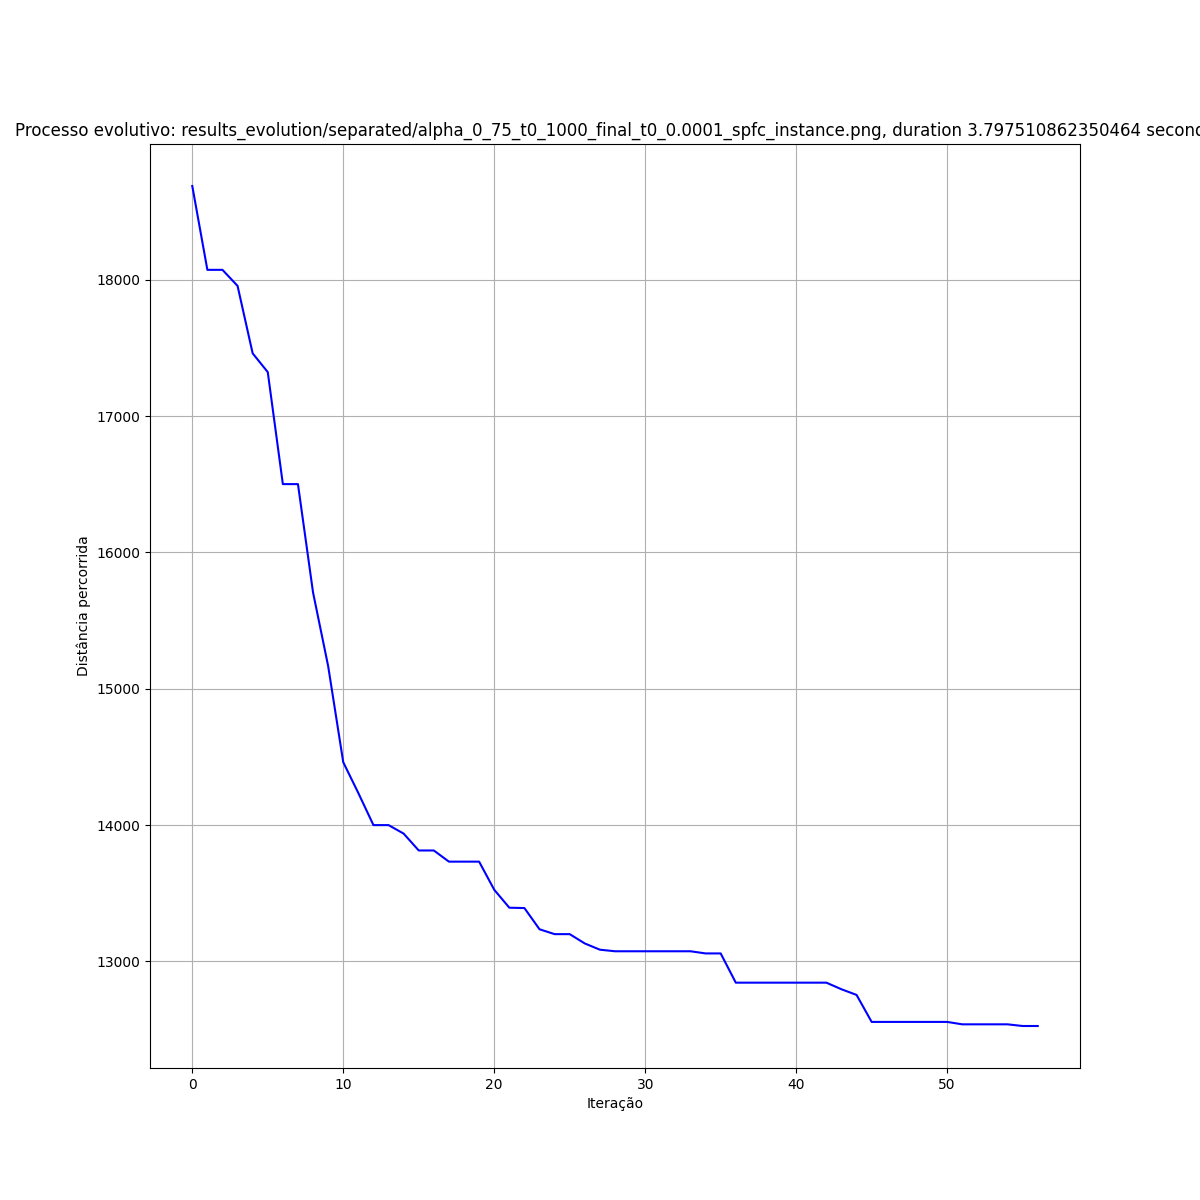 Processo evolutivo: results_evolution/separated/alpha_0_75_t0_1000_final_t0_0.0001_spfc_instance.png, duration 3.797510862350464
18000
17000
16000
15000
14000
13000
Distância percorrida
0 10 20 30 40 50
Iteração